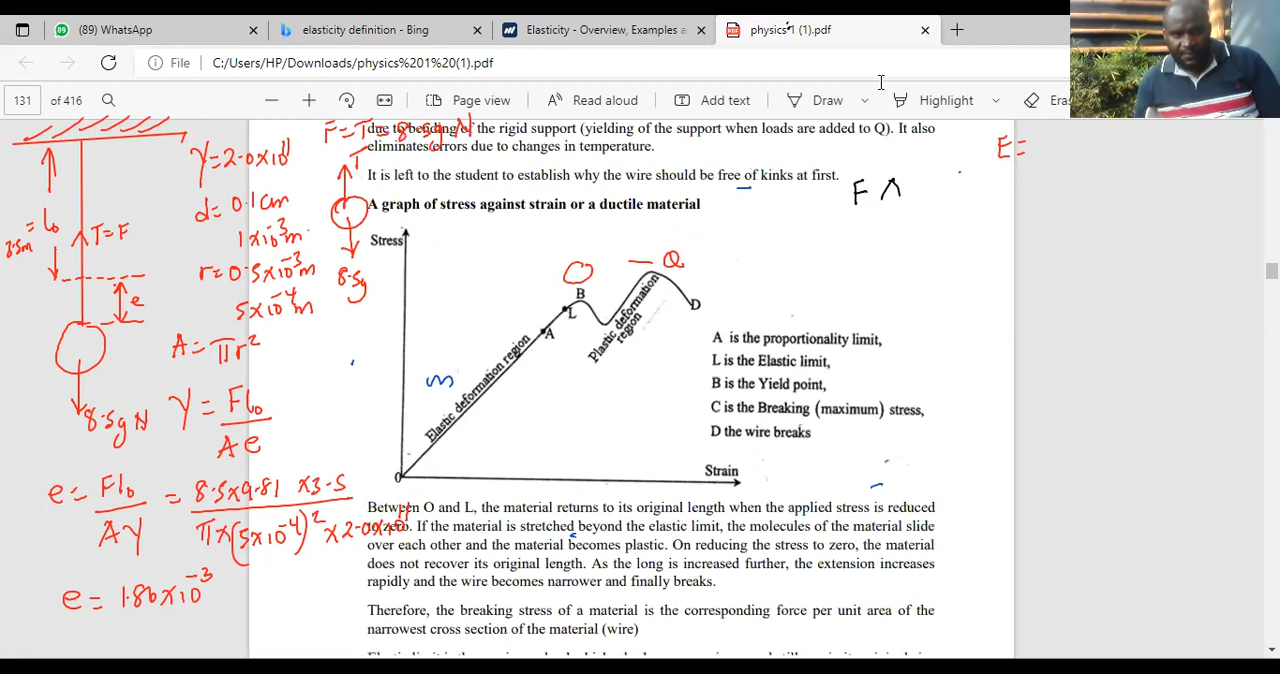 (89) WhatsApp
elasticity definition - Bing
Elasticity - Overview, Examples a
physics 1 (1).pdf
File C:/Users/HP/Downloads/physics%201%20(1).pdf
131 of 416
Page view
Read aloud
Add text
Draw
Highlight
Era
due to bending of the rigid support (yielding of the support when loads are added to Q). It also
eliminates errors due to changes in temperature.
It is left to the student to establish why the wire should be free of kinks at first.
A graph of stress against strain or a ductile material
Stress
O
Q
B
L
A
D
Elastic deformation region
Plastic deformation
region
0
Strain
A is the proportionality limit,
L is the Elastic limit,
B is the Yield point,
C is the Breaking (maximum) stress,
D the wire breaks
Between O and L, the material returns to its original length when the applied stress is reduced
to zero. If the material is stretched beyond the elastic limit, the molecules of the material slide
over each other and the material becomes plastic. On reducing the stress to zero, the material
does not recover its original length. As the long is increased further, the extension increases
rapidly and the wire becomes narrower and finally breaks.
Therefore, the breaking stress of a material is the corresponding force per unit area of the
narrowest cross section of the material (wire)
F = T = 8.5g N
T
8.5g
E =
F
3.5m = l₀
T = F
e
8.5g N
γ = 2.0×10¹¹
d = 0.1cm
1×10⁻³m
r = 0.5×10⁻³m
5×10⁻⁴m
A = πr²
γ = Fl₀
Ae
e = Fl₀ = 8.5×9.81 ×3.5
Aγ π×(5×10⁻⁴)² ×2.0×10¹¹
e = 1.86×10⁻³